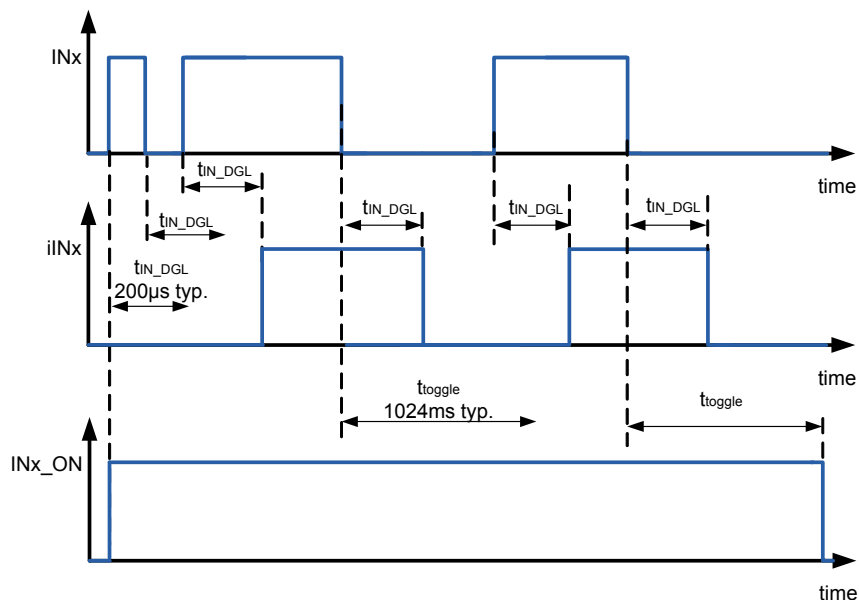 INx
time
tIN_DGL
tIN_DGL
tIN_DGL
tIN_DGL
tIN_DGL
iINx
tIN_DGL
200µs typ.
time
ttoggle
1024ms typ.
ttoggle
INx_ON
time